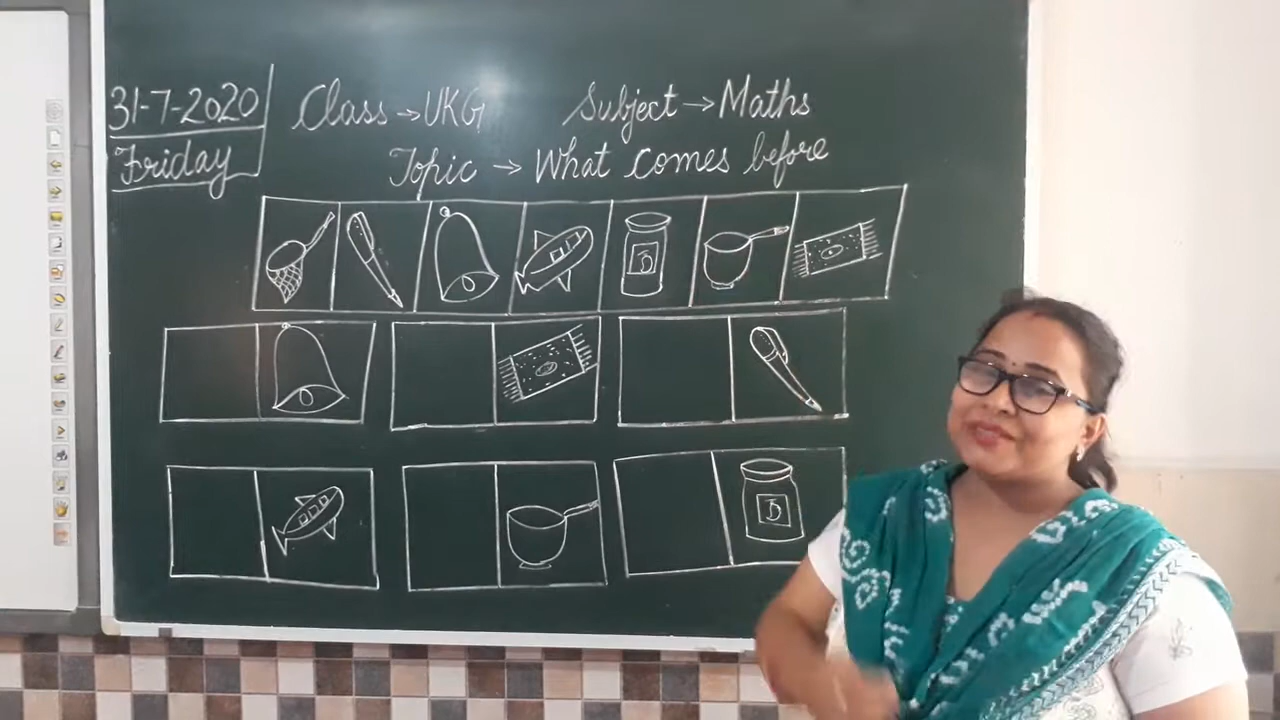 31-7-2020
Friday
Class → UKG
Subject → Maths
Topic → What comes before